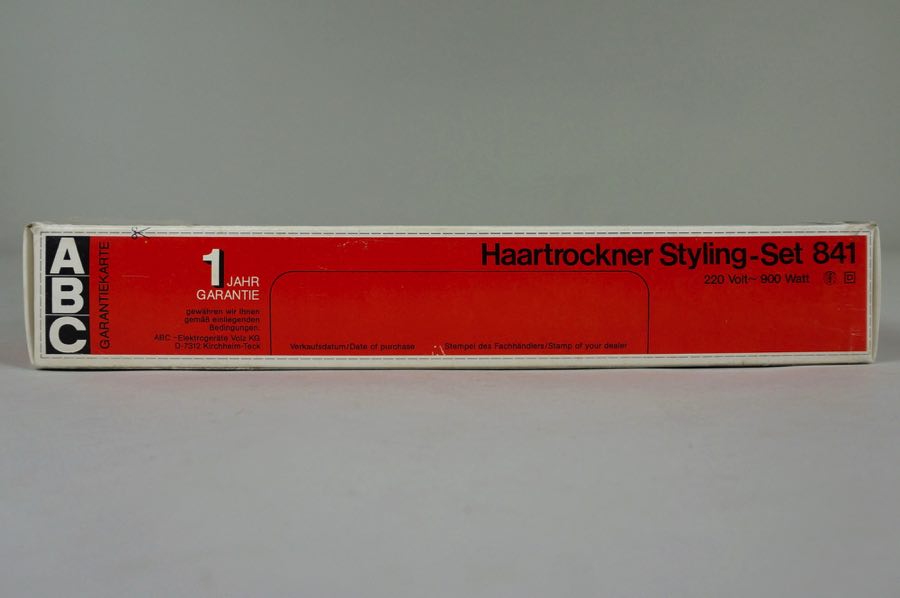 ABC
GARANTIEKARTE
1 JAHR
GARANTIE
gewähren wir Ihnen
gemäß einliegenden
Bedingungen.
ABC-Elektrogeräte Volz KG
D-7312 Kirchheim-Teck
Verkaufsdatum/Date of purchase
Stempel des Fachhändlers/Stamp of your dealer
Haartrockner Styling-Set 841
220 Volt~ 900 Watt